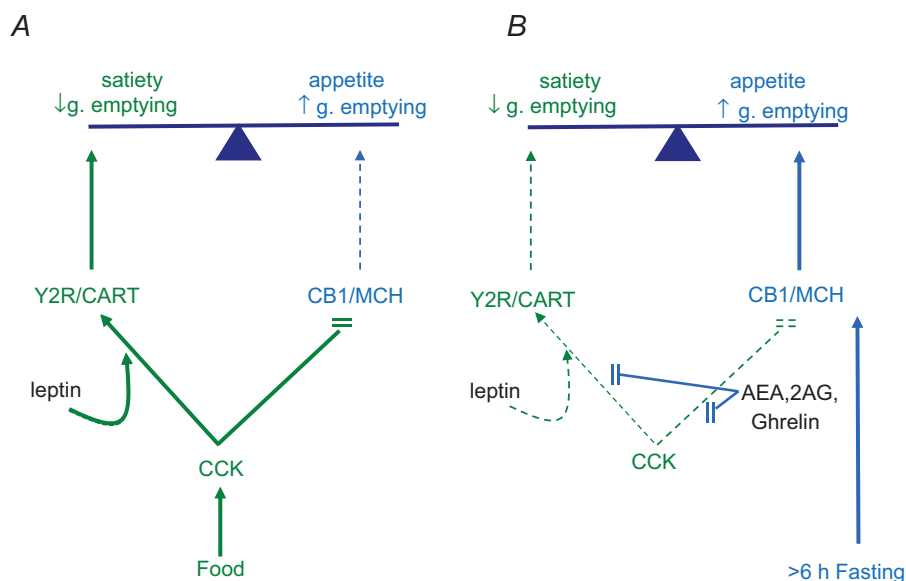 A
satiety
↓g. emptying
appetite
↑ g. emptying
Y2R/CART
CB1/MCH
leptin
CCK
Food
B
satiety
↓ g. emptying
appetite
↑ g. emptying
Y2R/CART
CB1/MCH
leptin
AEA,2AG,
Ghrelin
CCK
>6 h Fasting